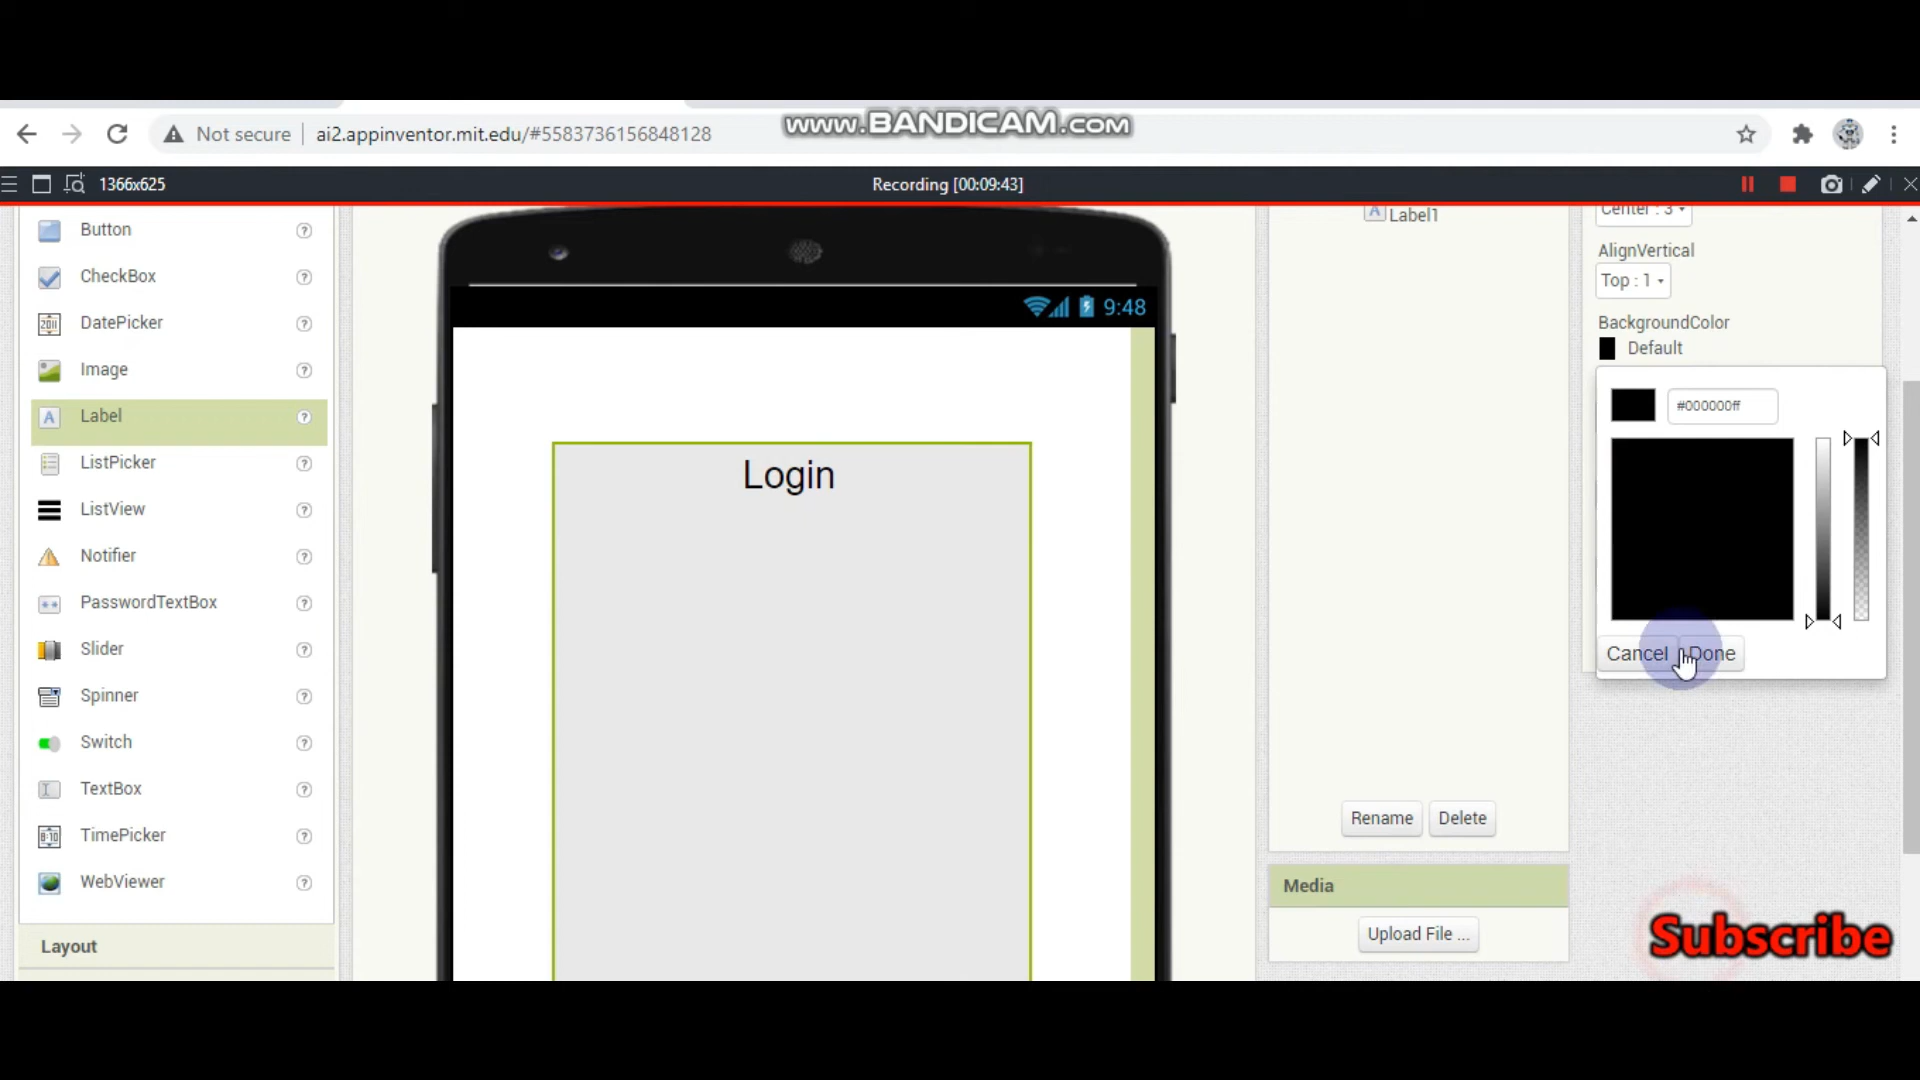 www.BANDICAM.com
Not secure
ai2.appinventor.mit.edu/#5583736156848128
1366x625
Recording [00:09:43]
Button
CheckBox
DatePicker
Image
Label
ListPicker
ListView
Notifier
PasswordTextBox
Slider
Spinner
Switch
TextBox
TimePicker
WebViewer
Layout
9:48
Login
Label1
Rename
Delete
Media
Upload File ...
Center : 3
AlignVertical
Top : 1
BackgroundColor
Default
#000000ff
Cancel
Done
Subscribe